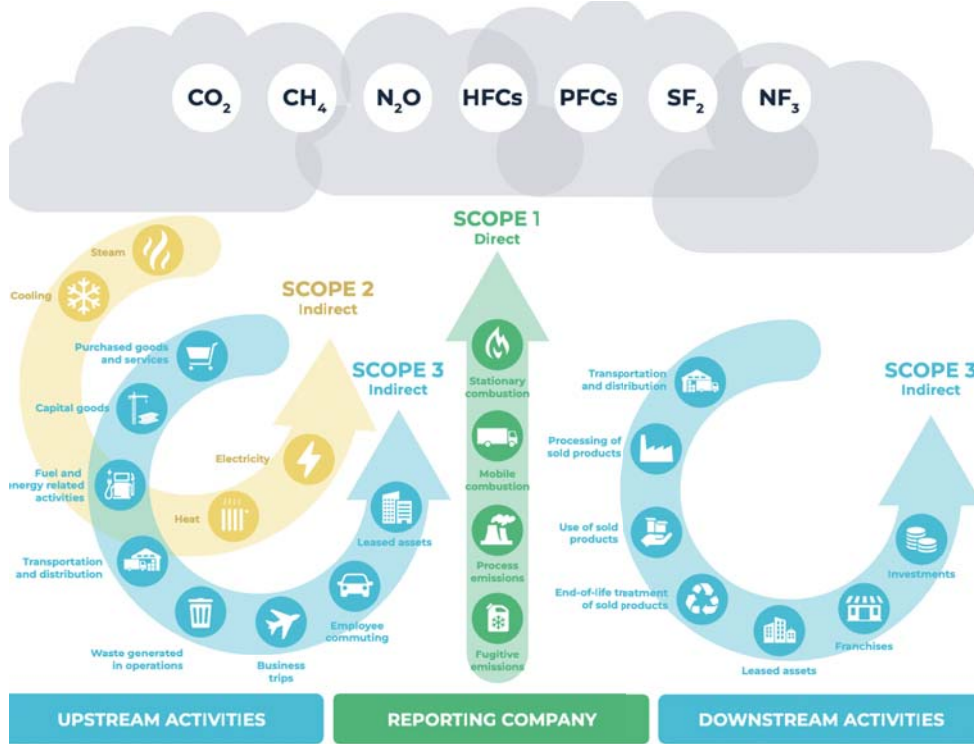 CO₂
CH₄
N₂O
HFCs
PFCs
SF₂
NF₃
SCOPE 1
Direct
Steam
Cooling
SCOPE 2
Indirect
Purchased goods
and services
SCOPE 3
Indirect
Capital goods
Electricity
Fuel and
energy related
activities
Heat
Leased assets
Transportation
and distribution
Employee
commuting
Waste generated
in operations
Business
trips
Stationary
combustion
Mobile
combustion
Process
emissions
Fugitive
emissions
SCOPE 3
Indirect
Transportation
and distribution
Processing of
sold products
Use of sold
products
Investments
End-of-life treatment
of sold products
Franchises
Leased assets
UPSTREAM ACTIVITIES
REPORTING COMPANY
DOWNSTREAM ACTIVITIES